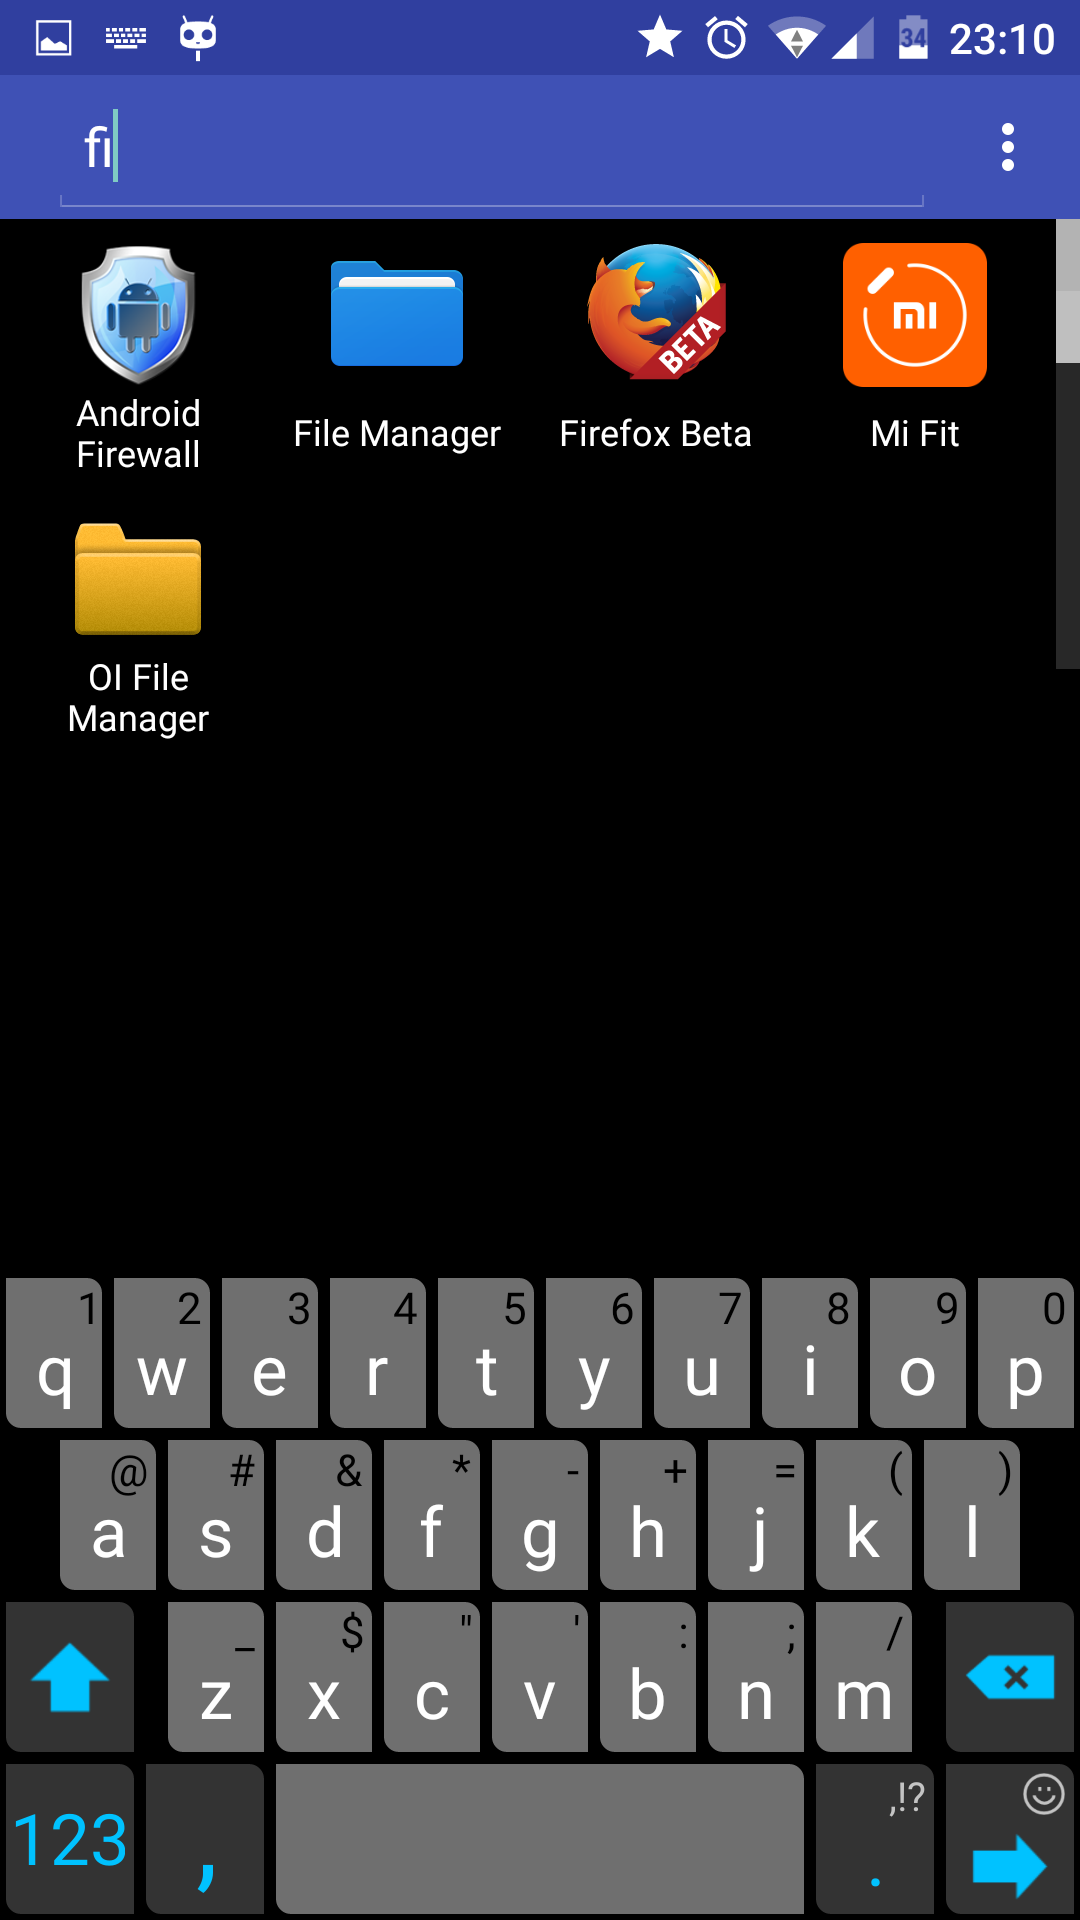 34 23:10
fi
BETA
mi
Android
Firewall
File Manager
Firefox Beta
Mi Fit
OI File
Manager
1 2 3 4 5 6 7 8 9 0
q w e r t y u i o p
@ # & * - + = ( )
a s d f g h j k l
_ $ " ' : ; /
z x c v b n m
,!?
123 , .